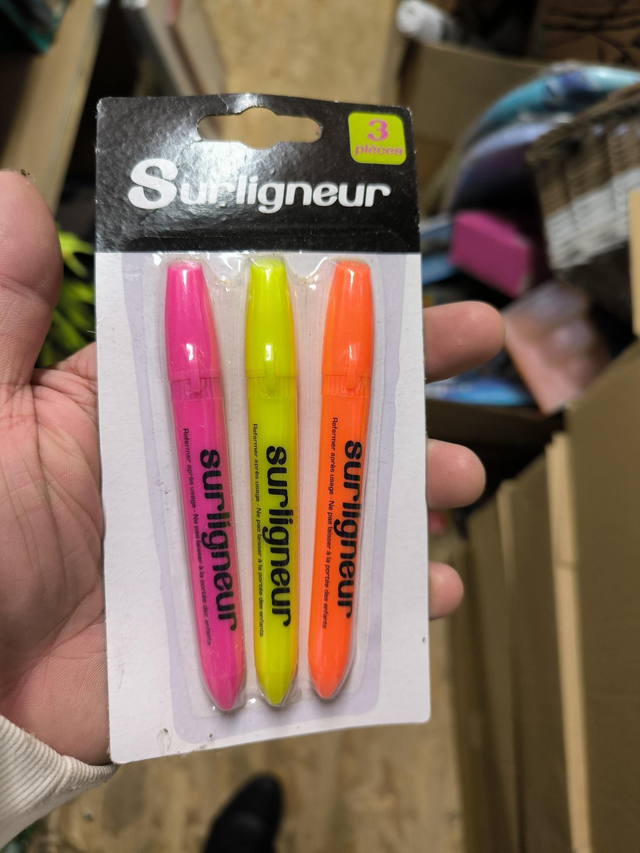 3
pièces
Surligneur
surligneur
Refermer après usage - Ne pas laisser à la portée des enfants
surligneur
Refermer après usage - Ne pas laisser à la portée des enfants
surligneur
Refermer après usage - Ne pas laisser à la portée des enfants